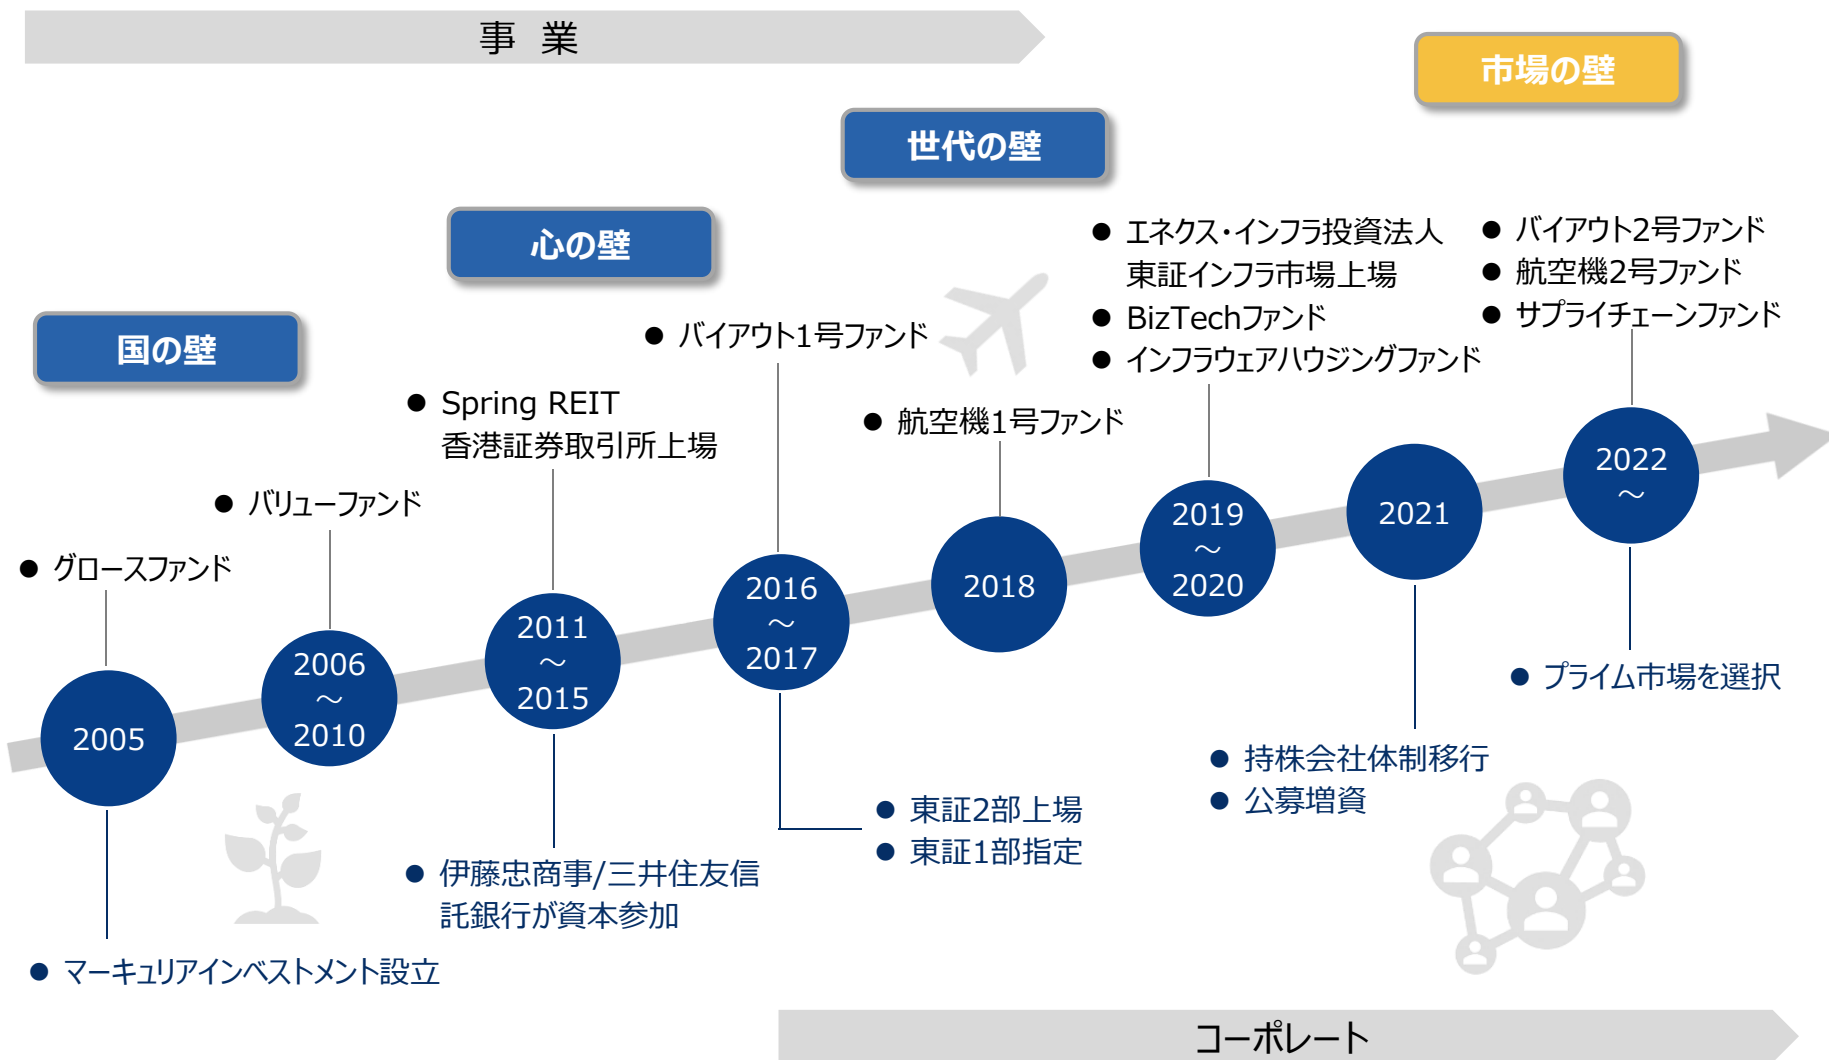 事 業
市場の壁
世代の壁
心の壁
国の壁
● エネクス・インフラ投資法人
東証インフラ市場上場
● BizTechファンド
● インフラウェアハウジングファンド
● バイアウト2号ファンド
● 航空機2号ファンド
● サプライチェーンファンド
● バイアウト1号ファンド
● Spring REIT
香港証券取引所上場
● 航空機1号ファンド
● バリューファンド
● グロースファンド
2005
2006
～
2010
2011
～
2015
2016
～
2017
2018
2019
～
2020
2021
2022
～
● プライム市場を選択
● 持株会社体制移行
● 公募増資
● 東証2部上場
● 東証1部指定
● 伊藤忠商事/三井住友信
託銀行が資本参加
● マーキュリアインベストメント設立
コーポレート